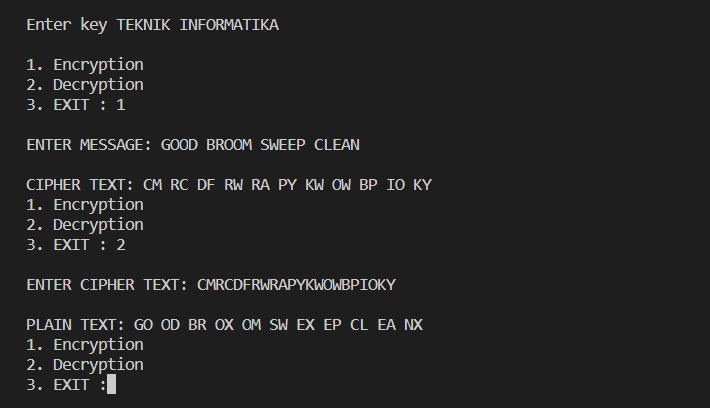 Enter key TEKNIK INFORMATIKA
1. Encryption
2. Decryption
3. EXIT : 1
ENTER MESSAGE: GOOD BROOM SWEEP CLEAN
CIPHER TEXT: CM RC DF RW RA PY KW OW BP IO KY
1. Encryption
2. Decryption
3. EXIT : 2
ENTER CIPHER TEXT: CMRCDFRWRAPYKWOWBPIOKY
PLAIN TEXT: GO OD BR OX OM SW EX EP CL EA NX
1. Encryption
2. Decryption
3. EXIT :